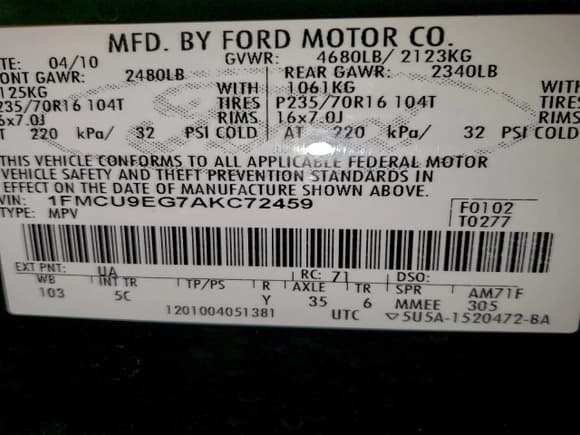 MFD. BY FORD MOTOR CO.
TE: 04/10 GVWR: 4680LB/ 2123KG
ONT GAWR: 2480LB REAR GAWR: 2340LB
125KG WITH 1061KG WITH
235/70R16 104T TIRES P235/70R16 104T TIRE
6x7.0J RIMS 16x7.0J RIMS
AT 220 kPa/ 32 PSI COLD AT 220 kPa/ 32 PSI COLD
THIS VEHICLE CONFORMS TO ALL APPLICABLE FEDERAL MOTOR
VEHICLE SAFETY AND THEFT PREVENTION STANDARDS IN
EFFECT ON THE DATE OF MANUFACTURE SHOWN ABOVE.
VIN: 1FMCU9EG7AKC72459 F0102
TYPE: MPV T0277
EXT PNT: UA RC: 71 DSO:
WB INT TR TP/PS R AXLE TR SPR AM71F
103 5C Y 35 6 MMEE 305
1201004051381 UTC ▽5U5A-1520472-BA